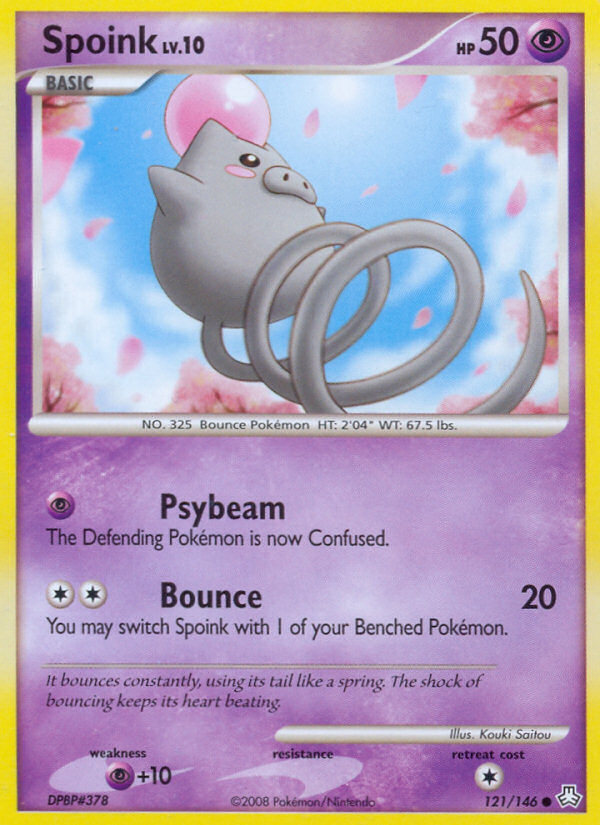 Spoink LV.10 HP 50
BASIC
NO. 325 Bounce Pokémon HT: 2'04" WT: 67.5 lbs.
Psybeam
The Defending Pokémon is now Confused.
Bounce 20
You may switch Spoink with 1 of your Benched Pokémon.
It bounces constantly, using its tail like a spring. The shock of
bouncing keeps its heart beating.
Illus. Kouki Saitou
weakness resistance retreat cost
+10
DPBP#378 ©2008 Pokémon/Nintendo 121/146